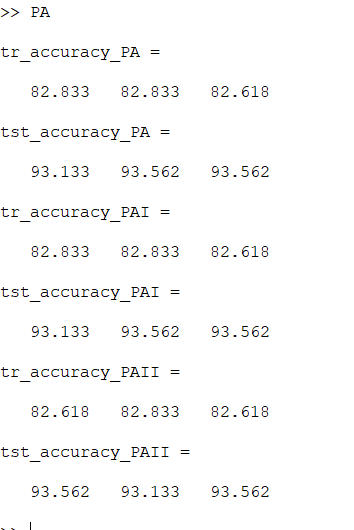 >> PA
tr_accuracy_PA =
82.833 82.833 82.618
tst_accuracy_PA =
93.133 93.562 93.562
tr_accuracy_PAI =
82.833 82.833 82.618
tst_accuracy_PAI =
93.133 93.562 93.562
tr_accuracy_PAII =
82.618 82.833 82.618
tst_accuracy_PAII =
93.562 93.133 93.562
>>